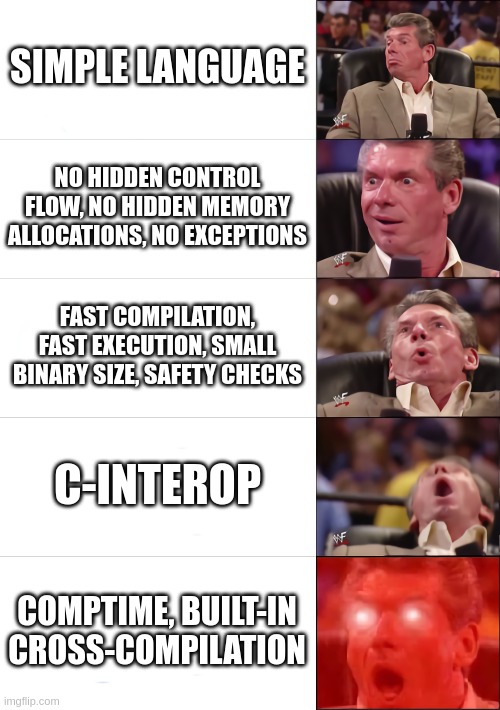 SIMPLE LANGUAGE
NO HIDDEN CONTROL
FLOW, NO HIDDEN MEMORY
ALLOCATIONS, NO EXCEPTIONS
FAST COMPILATION,
FAST EXECUTION, SMALL
BINARY SIZE, SAFETY CHECKS
C-INTEROP
COMPTIME, BUILT-IN
CROSS-COMPILATION
imgflip.com